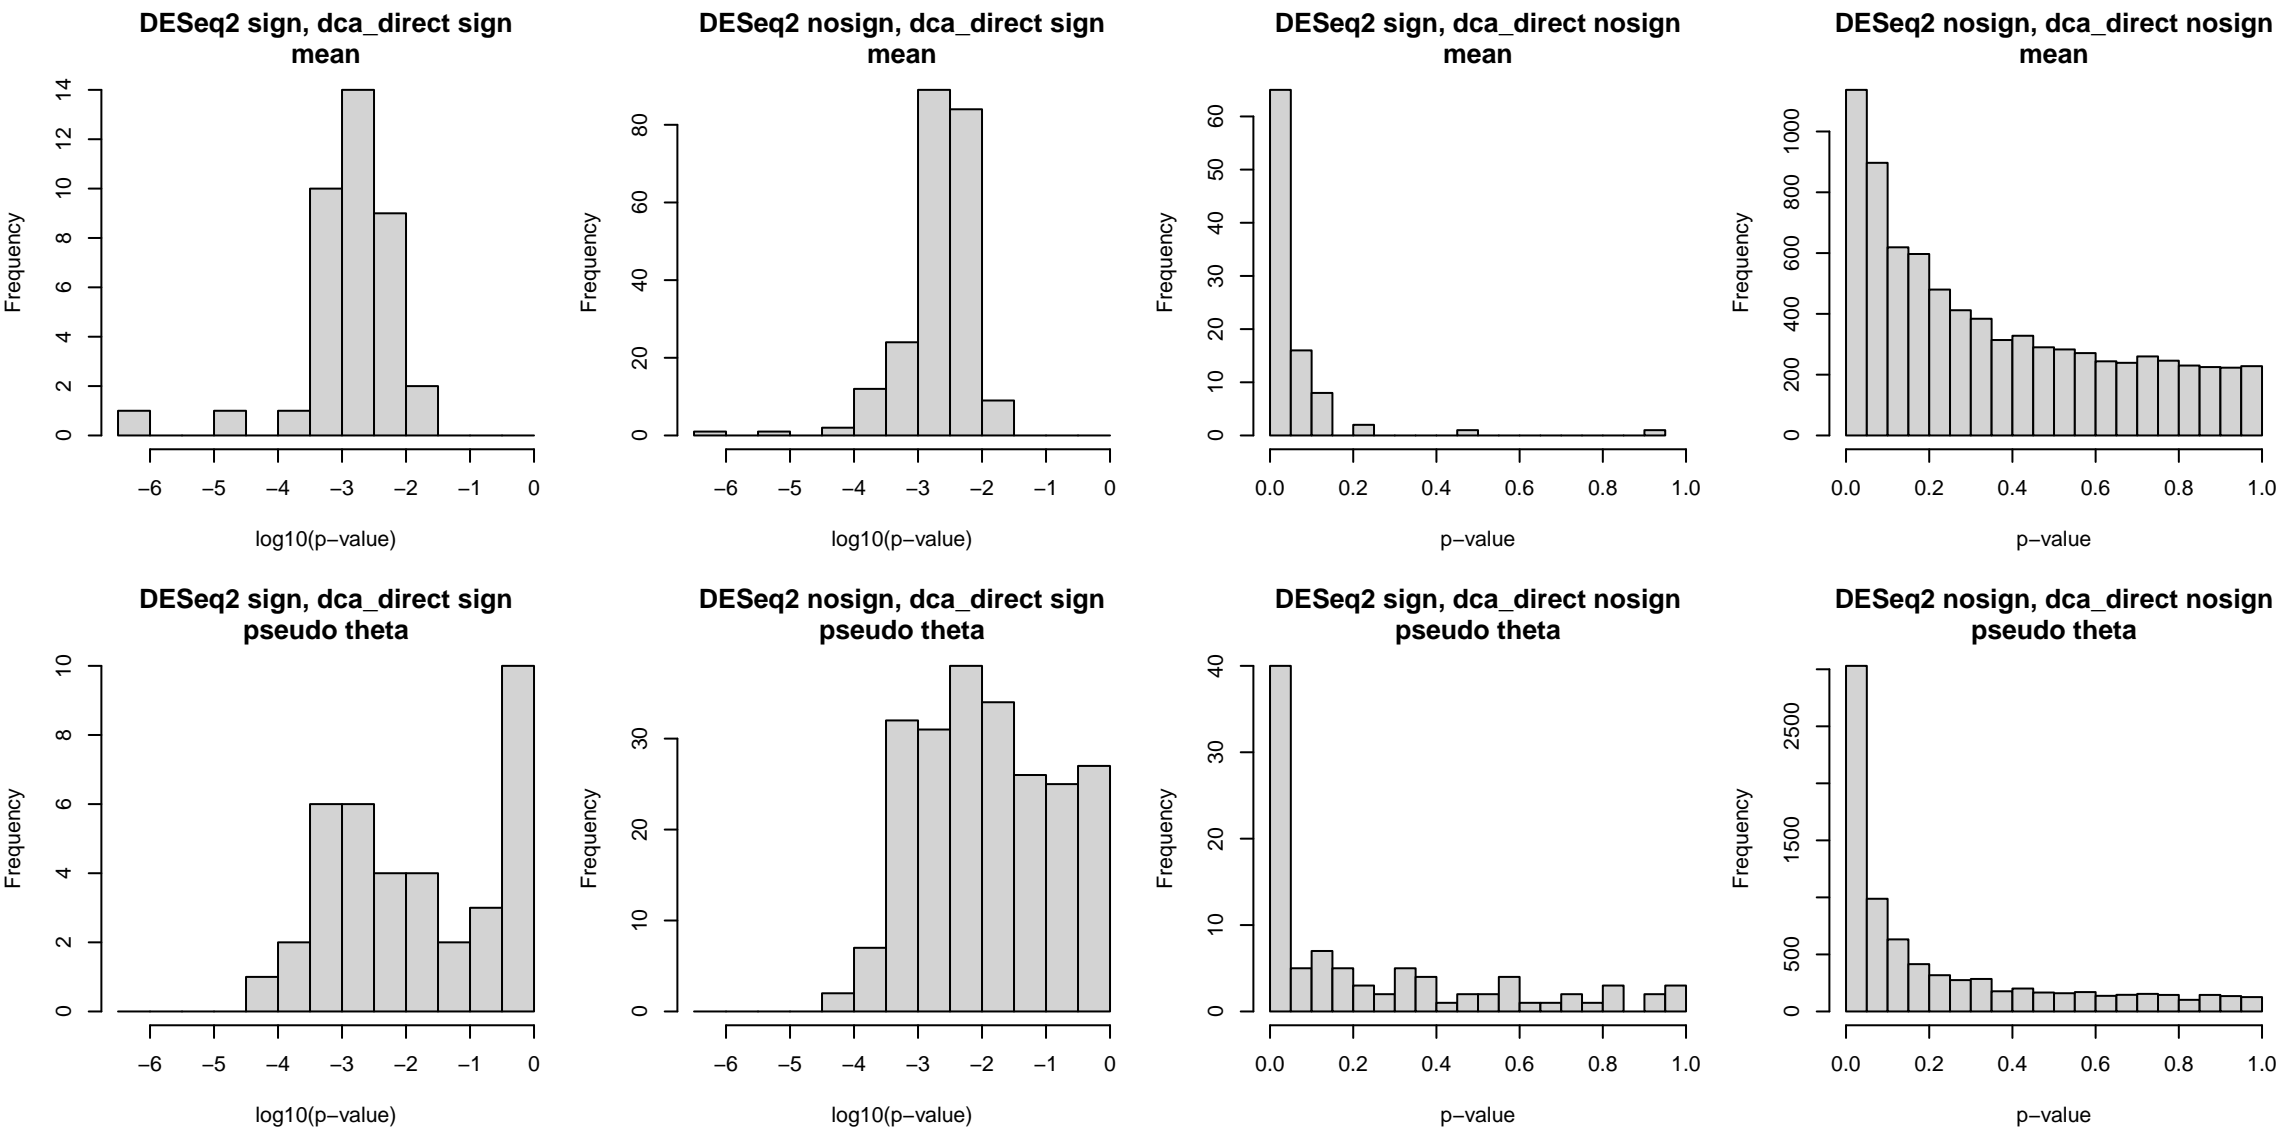 DESeq2 sign, dca_direct sign
mean
Frequency
0 2 4 6 8 10 12 14
−6 −5 −4 −3 −2 −1 0
log10(p−value)
DESeq2 nosign, dca_direct sign
mean
Frequency
0 20 40 60 80
−6 −5 −4 −3 −2 −1 0
log10(p−value)
DESeq2 sign, dca_direct nosign
mean
Frequency
0 10 20 30 40 50 60
0.0 0.2 0.4 0.6 0.8 1.0
p−value
DESeq2 nosign, dca_direct nosign
mean
Frequency
0 200 400 600 800 1000
0.0 0.2 0.4 0.6 0.8 1.0
p−value
DESeq2 sign, dca_direct sign
pseudo theta
Frequency
0 2 4 6 8 10
−6 −5 −4 −3 −2 −1 0
log10(p−value)
DESeq2 nosign, dca_direct sign
pseudo theta
Frequency
0 10 20 30
−6 −5 −4 −3 −2 −1 0
log10(p−value)
DESeq2 sign, dca_direct nosign
pseudo theta
Frequency
0 10 20 30 40
0.0 0.2 0.4 0.6 0.8 1.0
p−value
DESeq2 nosign, dca_direct nosign
pseudo theta
Frequency
0 500 1500 2500
0.0 0.2 0.4 0.6 0.8 1.0
p−value